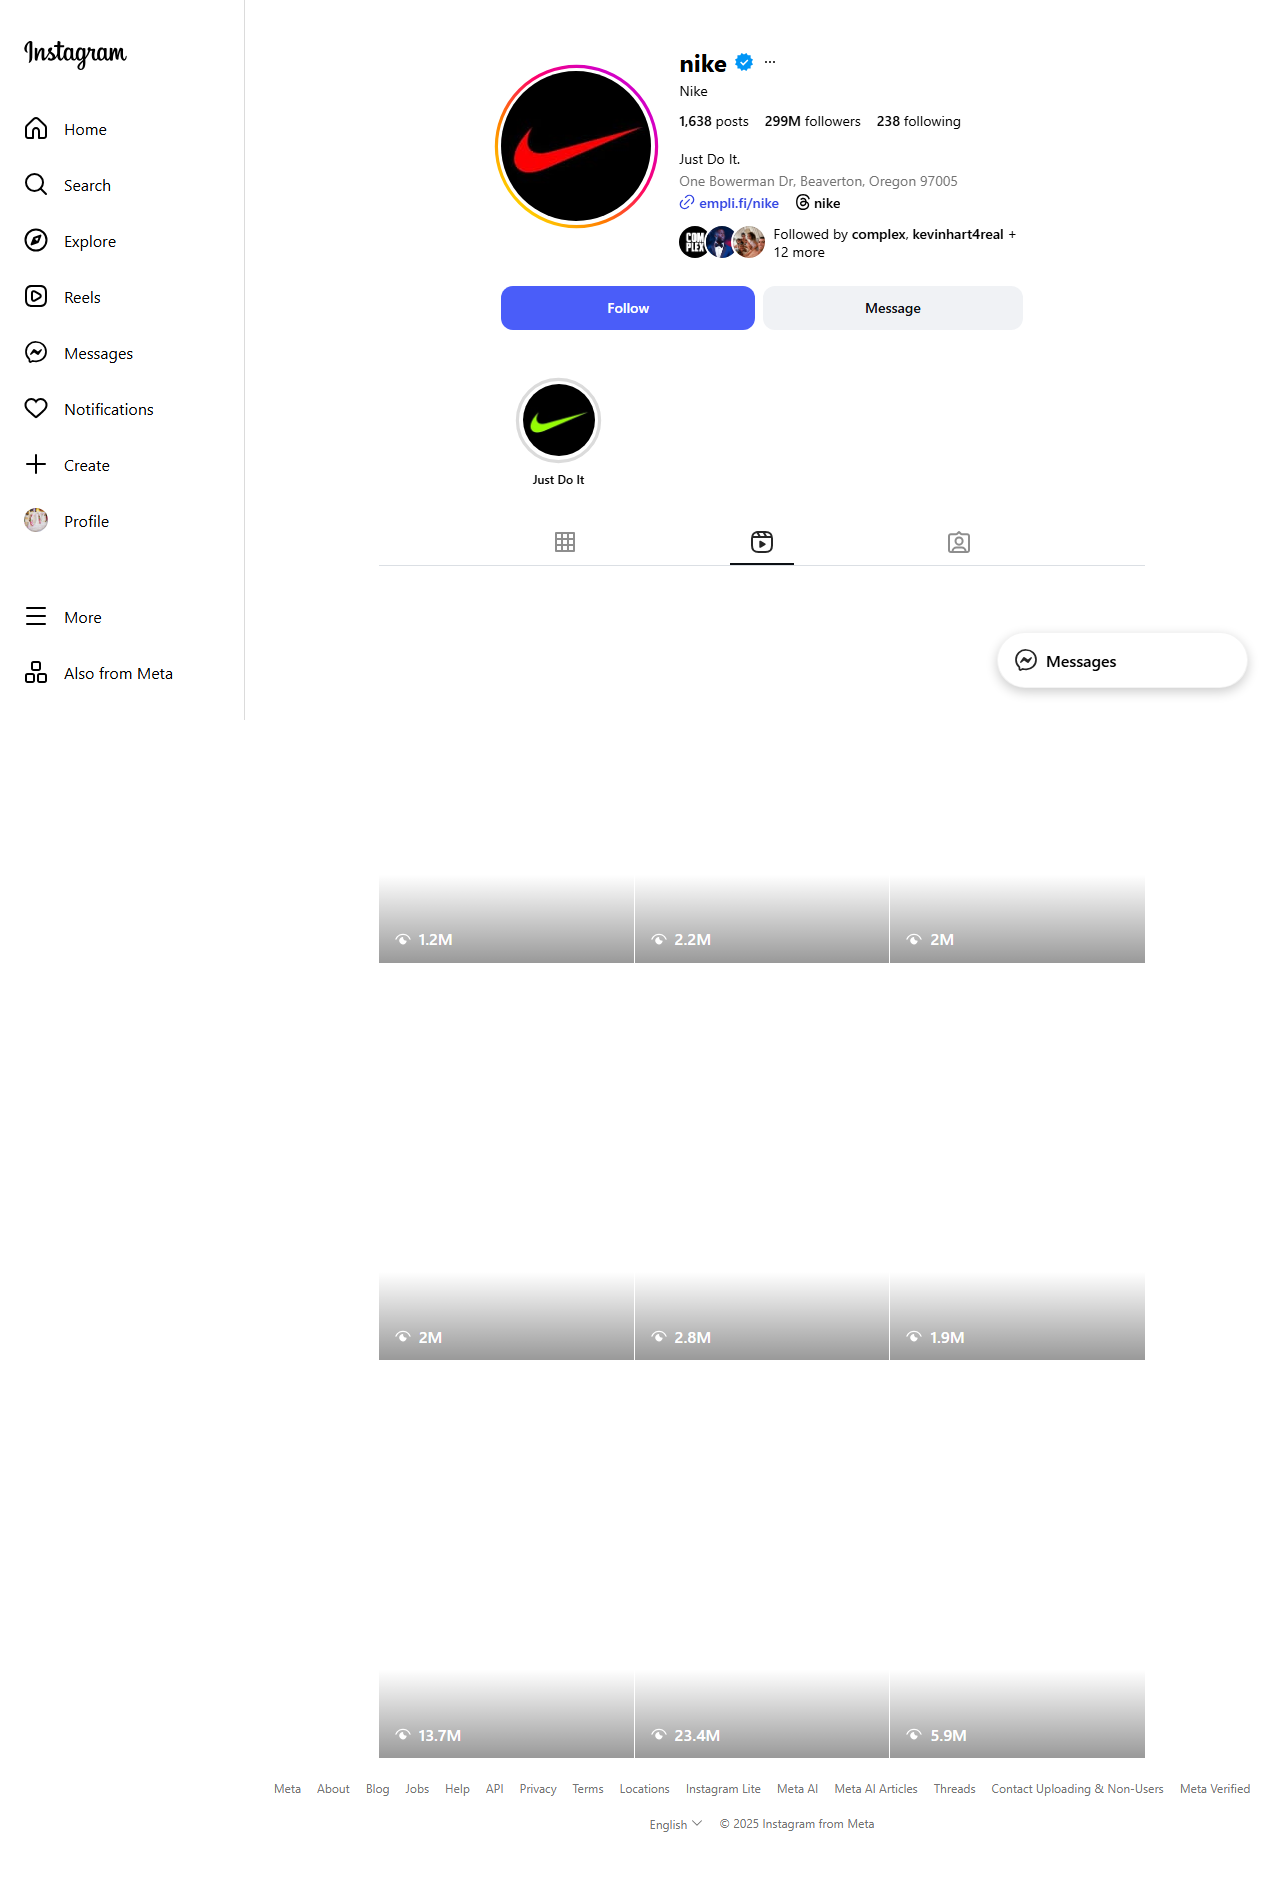 Instagram
Home
Search
Explore
Reels
Messages
Notifications
Create
Profile
More
Also from Meta
nike ...
Nike
1,638 posts 299M followers 238 following
Just Do It.
One Bowerman Dr, Beaverton, Oregon 97005
empli.fi/nike nike
COM
PLEX
Followed by complex, kevinhart4real +
12 more
Follow Message
Just Do It
Messages
1.2M 2.2M 2M
2M 2.8M 1.9M
13.7M 23.4M 5.9M
Meta About Blog Jobs Help API Privacy Terms Locations Instagram Lite Meta AI Meta AI Articles Threads Contact Uploading & Non-Users Meta Verified
English © 2025 Instagram from Meta